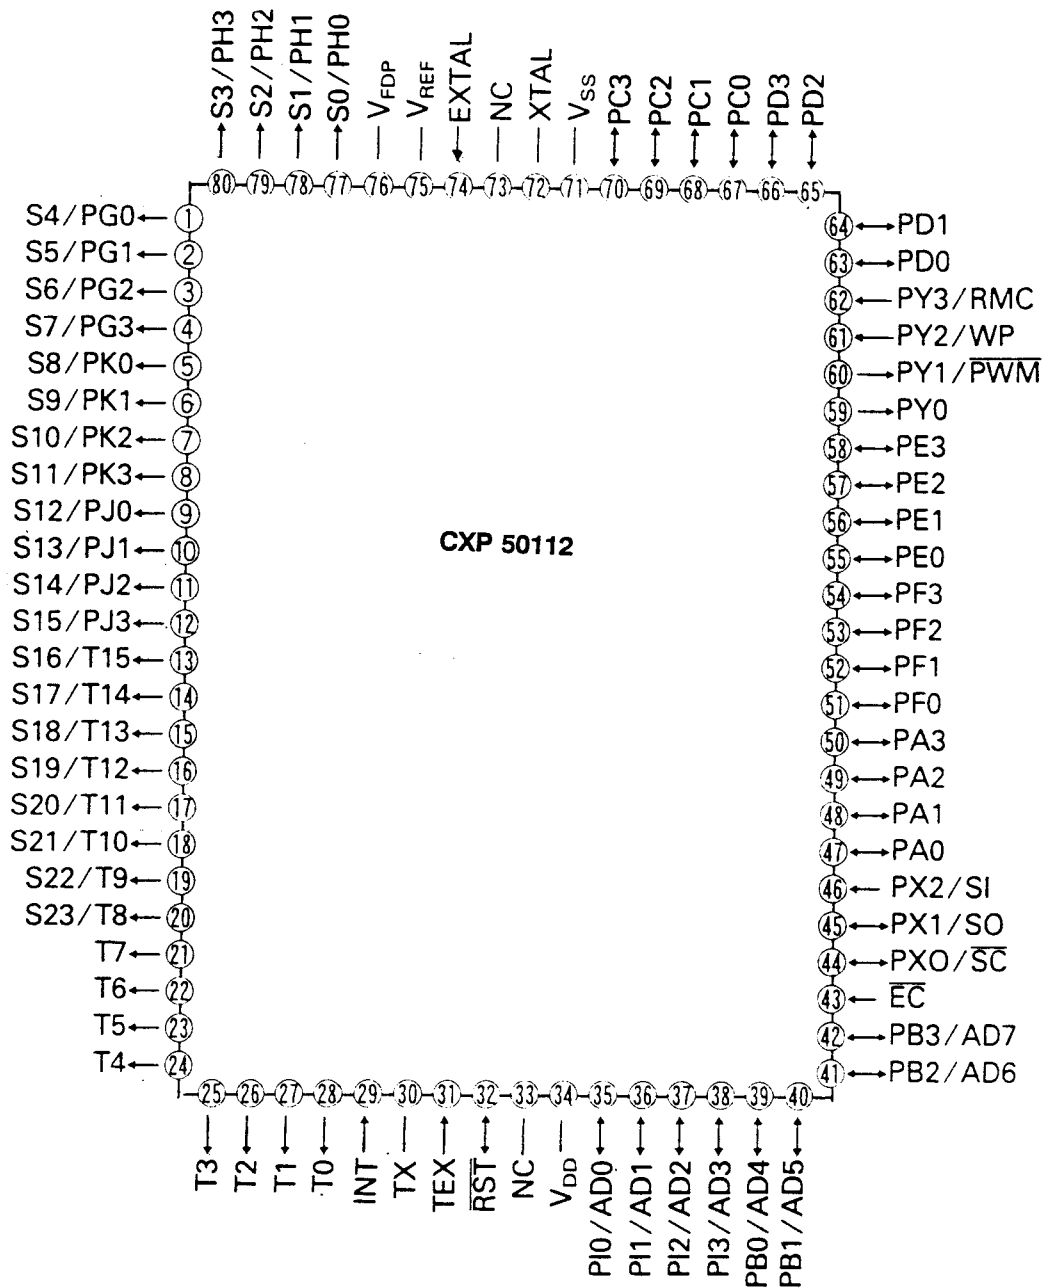 S3/PH3
S2/PH2
S1/PH1
S0/PH0
VFDP
VREF
EXTAL
NC
XTAL
VSS
PC3
PC2
PC1
PC0
PD3
PD2
80 79 78 77 76 75 74 73 72 71 70 69 68 67 66 65
S4/PG0 1
S5/PG1 2
S6/PG2 3
S7/PG3 4
S8/PK0 5
S9/PK1 6
S10/PK2 7
S11/PK3 8
S12/PJ0 9
S13/PJ1 10
S14/PJ2 11
S15/PJ3 12
S16/T15 13
S17/T14 14
S18/T13 15
S19/T12 16
S20/T11 17
S21/T10 18
S22/T9 19
S23/T8 20
T7 21
T6 22
T5 23
T4 24
CXP 50112
64 PD1
63 PD0
62 PY3/RMC
61 PY2/WP
60 PY1/P̅W̅M̅
59 PY0
58 PE3
57 PE2
56 PE1
55 PE0
54 PF3
53 PF2
52 PF1
51 PF0
50 PA3
49 PA2
48 PA1
47 PA0
46 PX2/SI
45 PX1/SO
44 PXO/S̅C̅
43 E̅C̅
42 PB3/AD7
41 PB2/AD6
25 26 27 28 29 30 31 32 33 34 35 36 37 38 39 40
T3
T2
T1
T0
INT
TX
TEX
R̅S̅T̅
NC
VDD
PI0/AD0
PI1/AD1
PI2/AD2
PI3/AD3
PB0/AD4
PB1/AD5